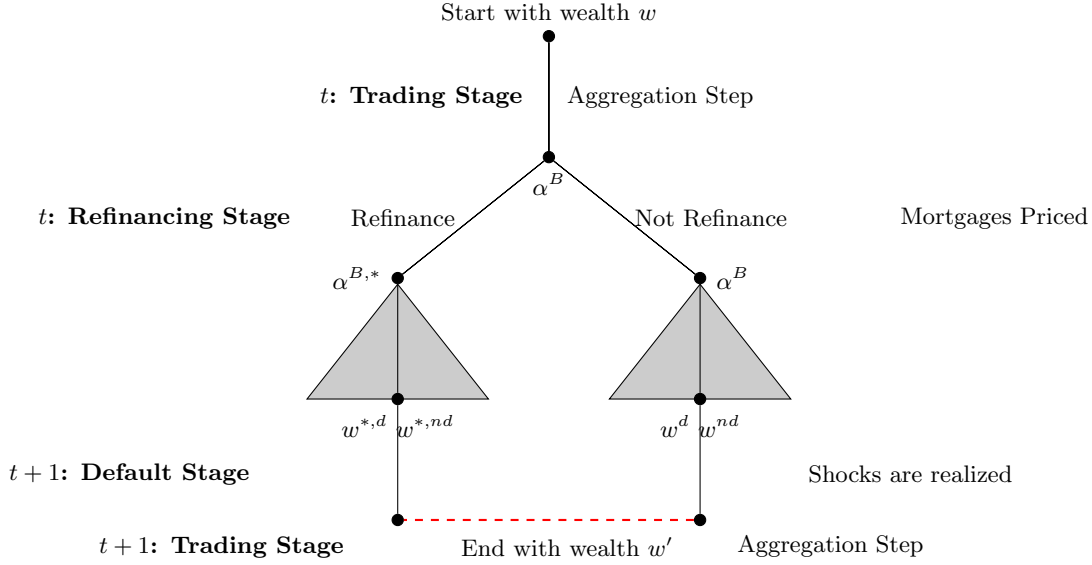 Start with wealth w
t: Trading Stage Aggregation Step
α^B
t: Refinancing Stage Refinance Not Refinance Mortgages Priced
α^{B,*} α^B
w^{*,d} w^{*,nd} w^d w^{nd}
t + 1: Default Stage Shocks are realized
t + 1: Trading Stage End with wealth w′ Aggregation Step